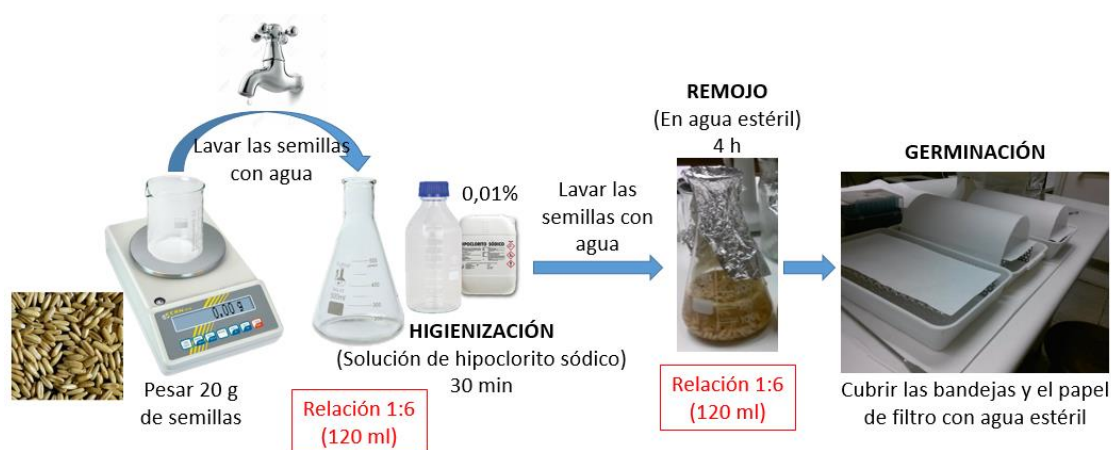 Lavar las semillas
con agua
0.00 g
KERN
Pesar 20 g
de semillas
0,01%
HIPOCLORITO SÓDICO
HIGIENIZACIÓN
(Solución de hipoclorito sódico)
30 min
Relación 1:6
(120 ml)
Lavar las
semillas con
agua
REMOJO
(En agua estéril)
4 h
Relación 1:6
(120 ml)
GERMINACIÓN
Cubrir las bandejas y el papel
de filtro con agua estéril